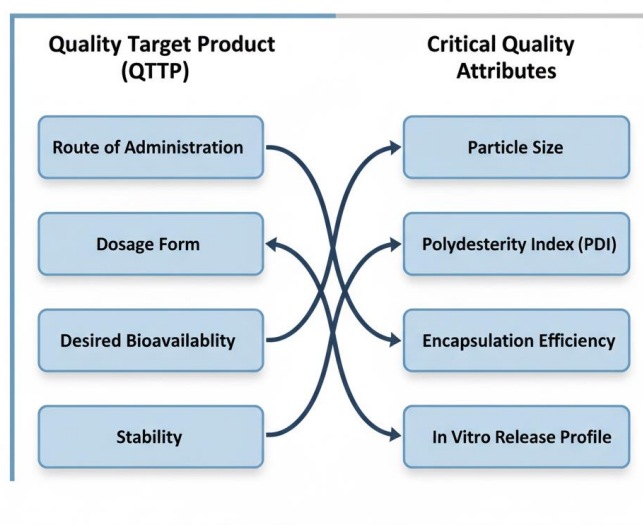 Quality Target Product
(QTTP)
Critical Quality
Attributes
Route of Administration
Particle Size
Dosage Form
Polydesterity Index (PDI)
Desired Bioavailablity
Encapsulation Efficiency
Stability
In Vitro Release Profile